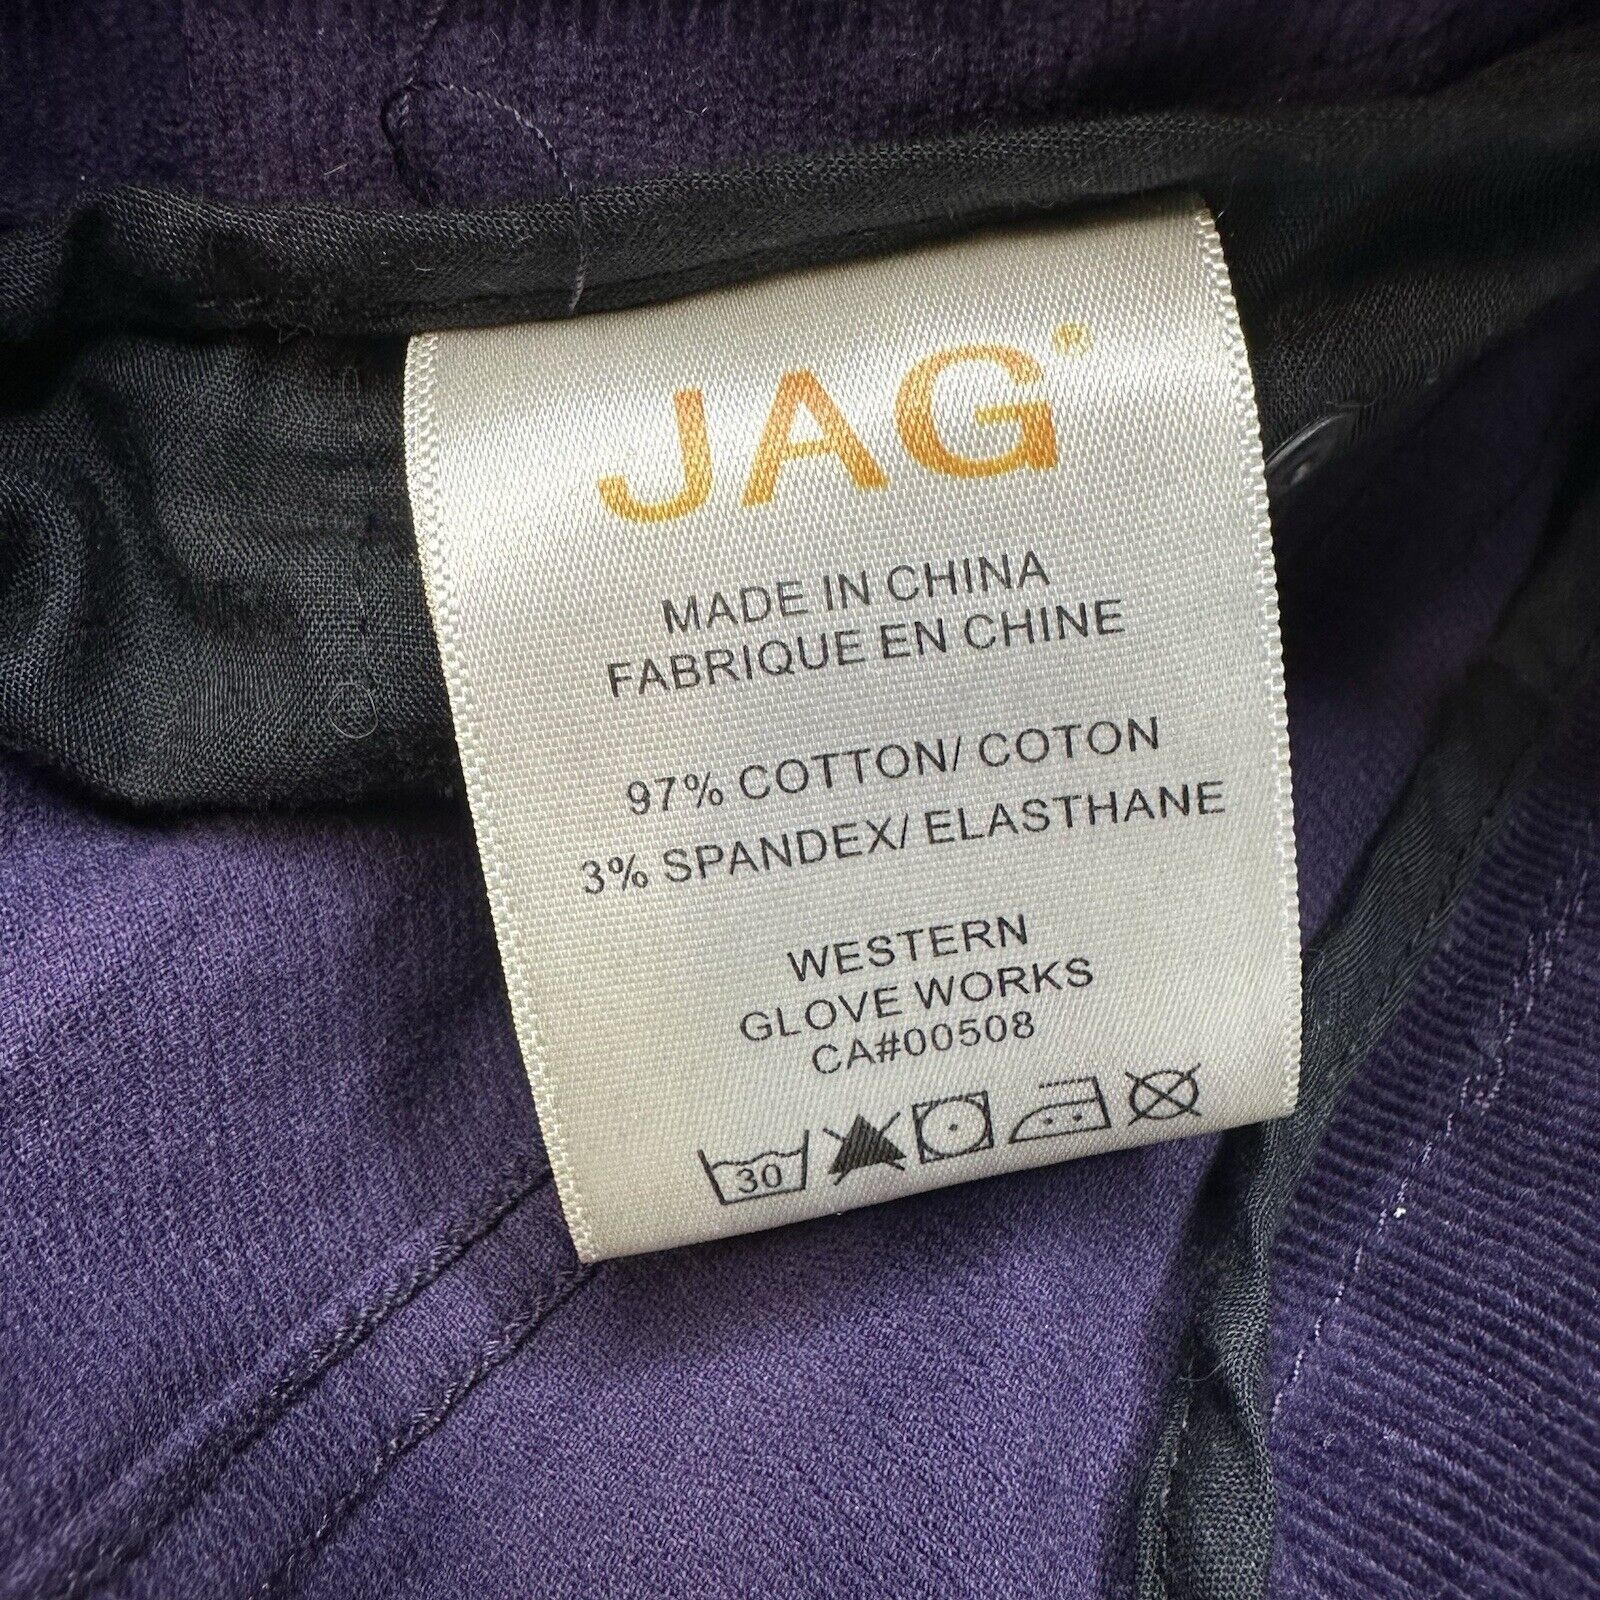 JAG®
MADE IN CHINA
FABRIQUE EN CHINE
97% COTTON/ COTON
3% SPANDEX/ ELASTHANE
WESTERN
GLOVE WORKS
CA#00508
30